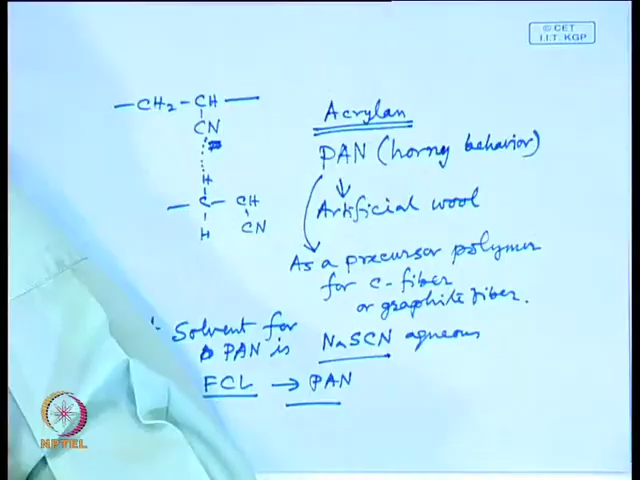 © CET
I.I.T. KGP
— CH₂ – CH —
CN
H
— C – CH
H
CN
Acrylan
PAN (horny behavior)
Artificial wool
As a precursor polymer
for C-fiber
or graphite fiber.
∴ Solvent for
PAN is NaSCN aqueous
FCL → PAN
NPTEL